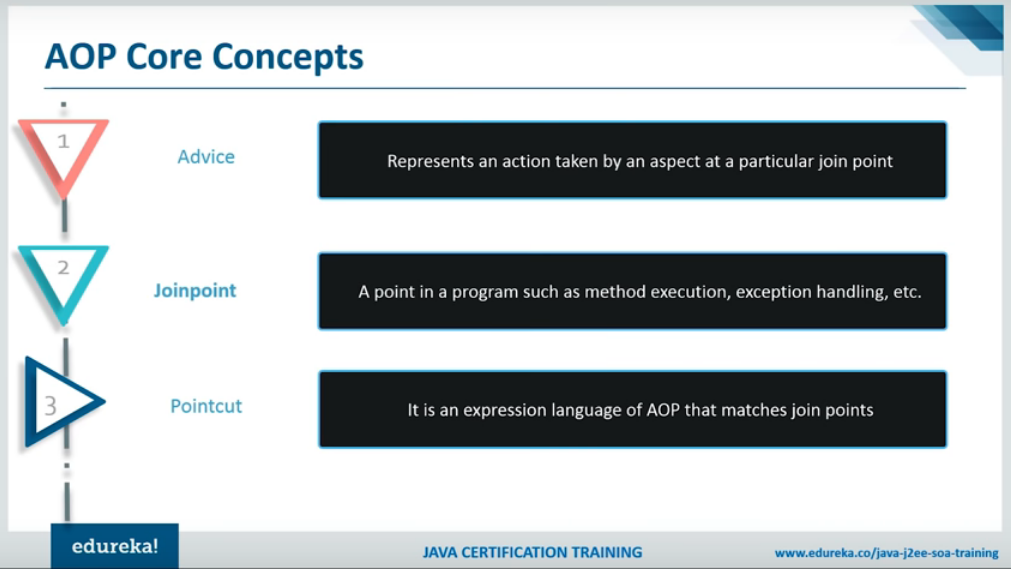 AOP Core Concepts
1
Advice
Represents an action taken by an aspect at a particular join point
2
Joinpoint
A point in a program such as method execution, exception handling, etc.
3
Pointcut
It is an expression language of AOP that matches join points
edureka!
JAVA CERTIFICATION TRAINING
www.edureka.co/java-j2ee-soa-training